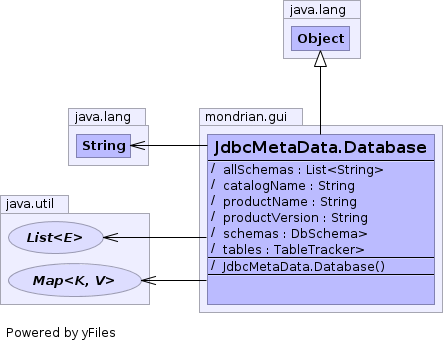 java.lang
Object
java.lang
String
mondrian.gui
JdbcMetaData.Database
/ allSchemas : List<String>
/ catalogName : String
/ productName : String
/ productVersion : String
/ schemas : DbSchema>
/ tables : TableTracker>
/ JdbcMetaData.Database()
java.util
List<E>
Map<K, V>
Powered by yFiles